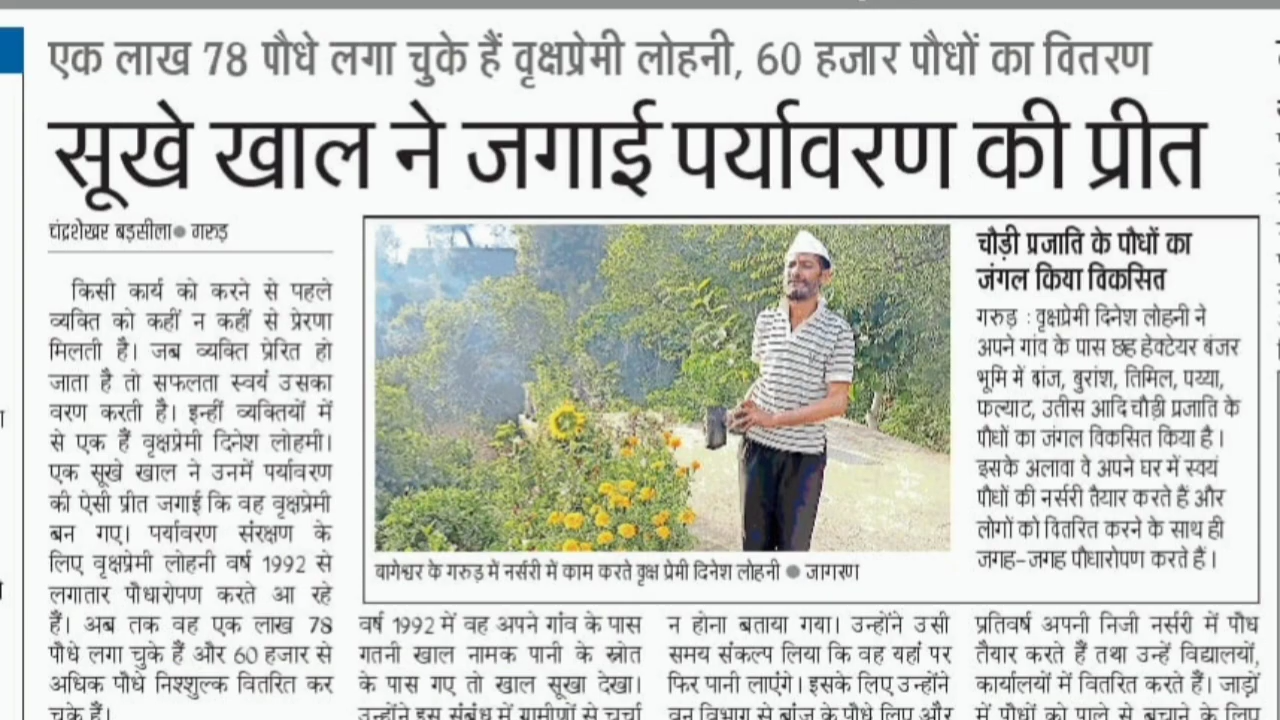 एक लाख 78 पौधे लगा चुके हैं वृक्षप्रेमी लोहनी, 60 हजार पौधों का वितरण
सूखे खाल ने जगाई पर्यावरण की प्रीत
चंद्रशेखर बड़सीला● गरुड़
किसी कार्य को करने से पहले
व्यक्ति को कहीं न कहीं से प्रेरणा
मिलती है। जब व्यक्ति प्रेरित हो
जाता है तो सफलता स्वयं उसका
वरण करती है। इन्हीं व्यक्तियों में
से एक हैं वृक्षप्रेमी दिनेश लोहमी।
एक सूखे खाल ने उनमें पर्यावरण
की ऐसी प्रीत जगाई कि वह वृक्षप्रेमी
बन गए। पर्यावरण संरक्षण के
लिए वृक्षप्रेमी लोहनी वर्ष 1992 से
लगातार पौधारोपण करते आ रहे
हैं। अब तक वह एक लाख 78
पौधे लगा चुके हैं और 60 हजार से
अधिक पौधे निश्शुल्क वितरित कर
चुके हैं।
बागेश्वर के गरुड़ में नर्सरी में काम करते वृक्ष प्रेमी दिनेश लोहनी ● जागरण
चौड़ी प्रजाति के पौधों का
जंगल किया विकसित
गरुड़ : वृक्षप्रेमी दिनेश लोहनी ने
अपने गांव के पास छह हेक्टेयर बंजर
भूमि में बांज, बुरांश, तिमिल, पय्या,
फल्याट, उतीस आदि चौड़ी प्रजाति के
पौधों का जंगल विकसित किया है।
इसके अलावा वे अपने घर में स्वयं
पौधों की नर्सरी तैयार करते हैं और
लोगों को वितरित करने के साथ ही
जगह-जगह पौधारोपण करते हैं।
वर्ष 1992 में वह अपने गांव के पास
गतनी खाल नामक पानी के स्रोत
के पास गए तो खाल सूखा देखा।
उन्होंने इस संबंध में ग्रामीणों से चर्चा
न होना बताया गया। उन्होंने उसी
समय संकल्प लिया कि वह यहां पर
फिर पानी लाएंगे। इसके लिए उन्होंने
वन विभाग से बांज के पौधे लिए और
प्रतिवर्ष अपनी निजी नर्सरी में पौध
तैयार करते हैं तथा उन्हें विद्यालयों,
कार्यालयों में वितरित करते हैं। जाड़ों
में पौधों को पाले से बचाने के लिए